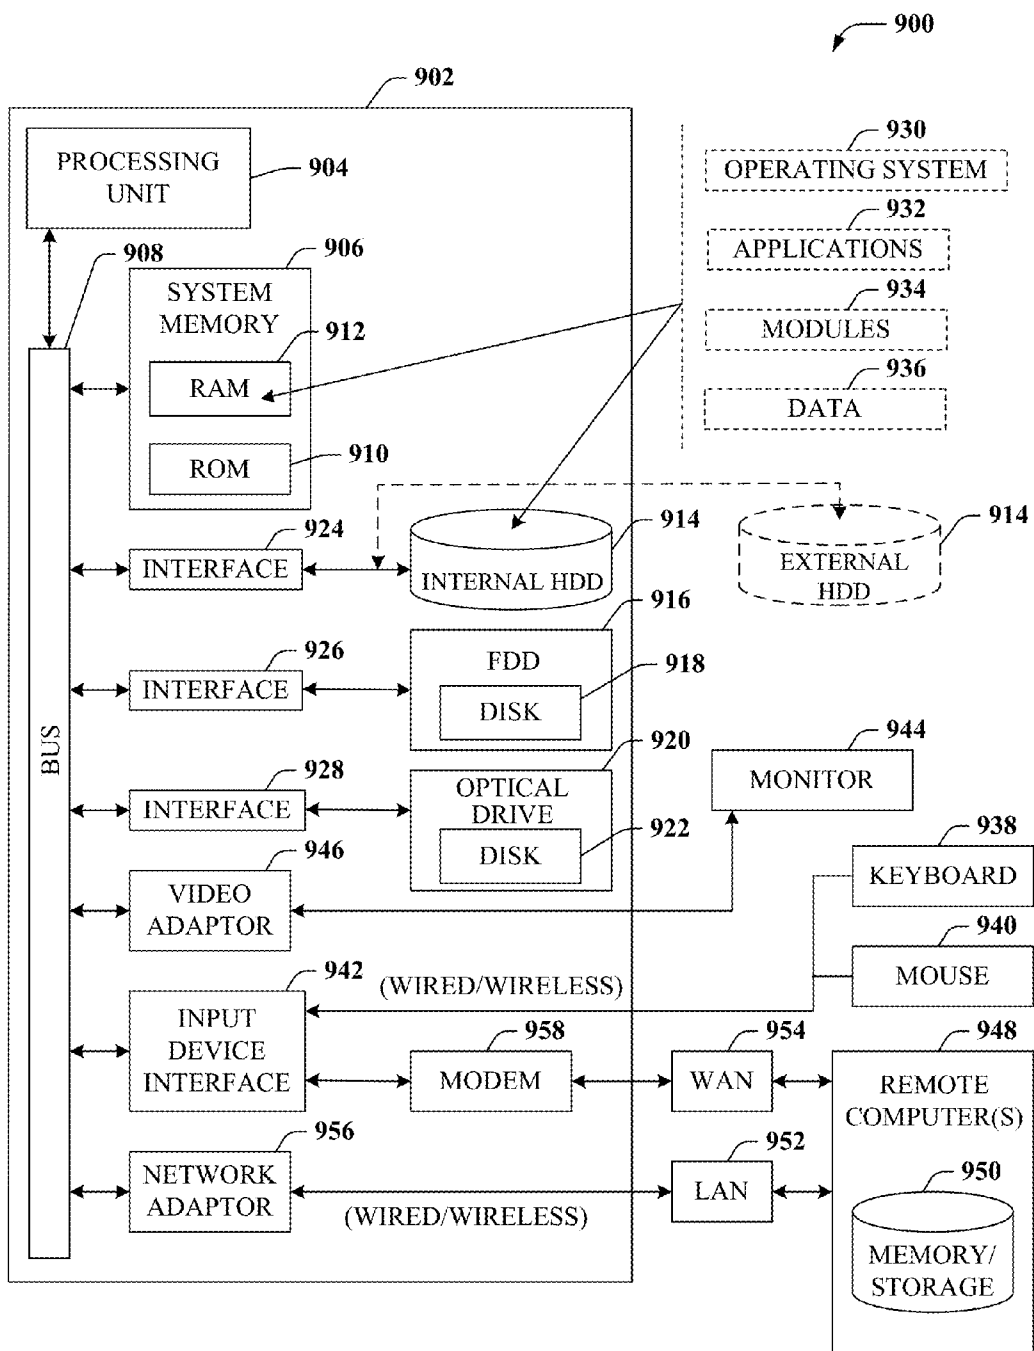 900
902
PROCESSING
UNIT
904
930
OPERATING SYSTEM
932
APPLICATIONS
934
MODULES
936
DATA
908
906
SYSTEM
MEMORY
912
RAM
ROM
910
BUS
924
INTERFACE
INTERNAL HDD
914
EXTERNAL
HDD
914
926
INTERFACE
916
FDD
918
DISK
928
INTERFACE
920
OPTICAL
DRIVE
922
DISK
944
MONITOR
946
VIDEO
ADAPTOR
938
KEYBOARD
940
MOUSE
942
INPUT
DEVICE
INTERFACE
(WIRED/WIRELESS)
958
MODEM
954
WAN
948
REMOTE
COMPUTER(S)
956
NETWORK
ADAPTOR
(WIRED/WIRELESS)
952
LAN
950
MEMORY/
STORAGE